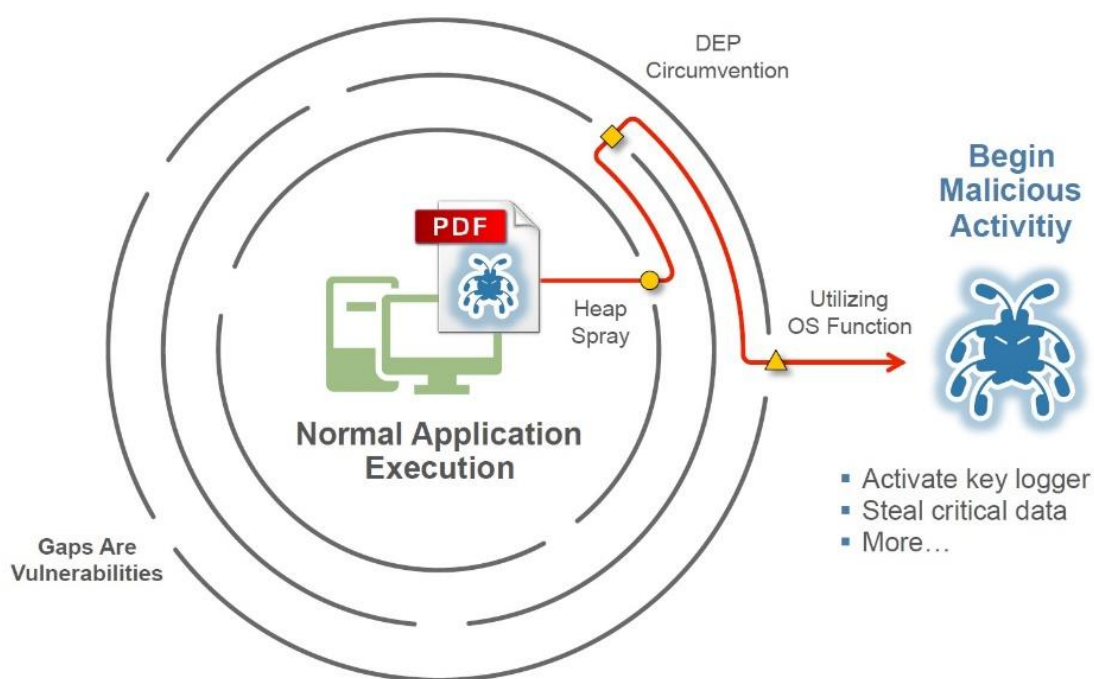 DEP
Circumvention
Begin
Malicious
Activitiy
PDF
Heap
Spray
Utilizing
OS Function
Normal Application
Execution
▪ Activate key logger
▪ Steal critical data
▪ More…
Gaps Are
Vulnerabilities